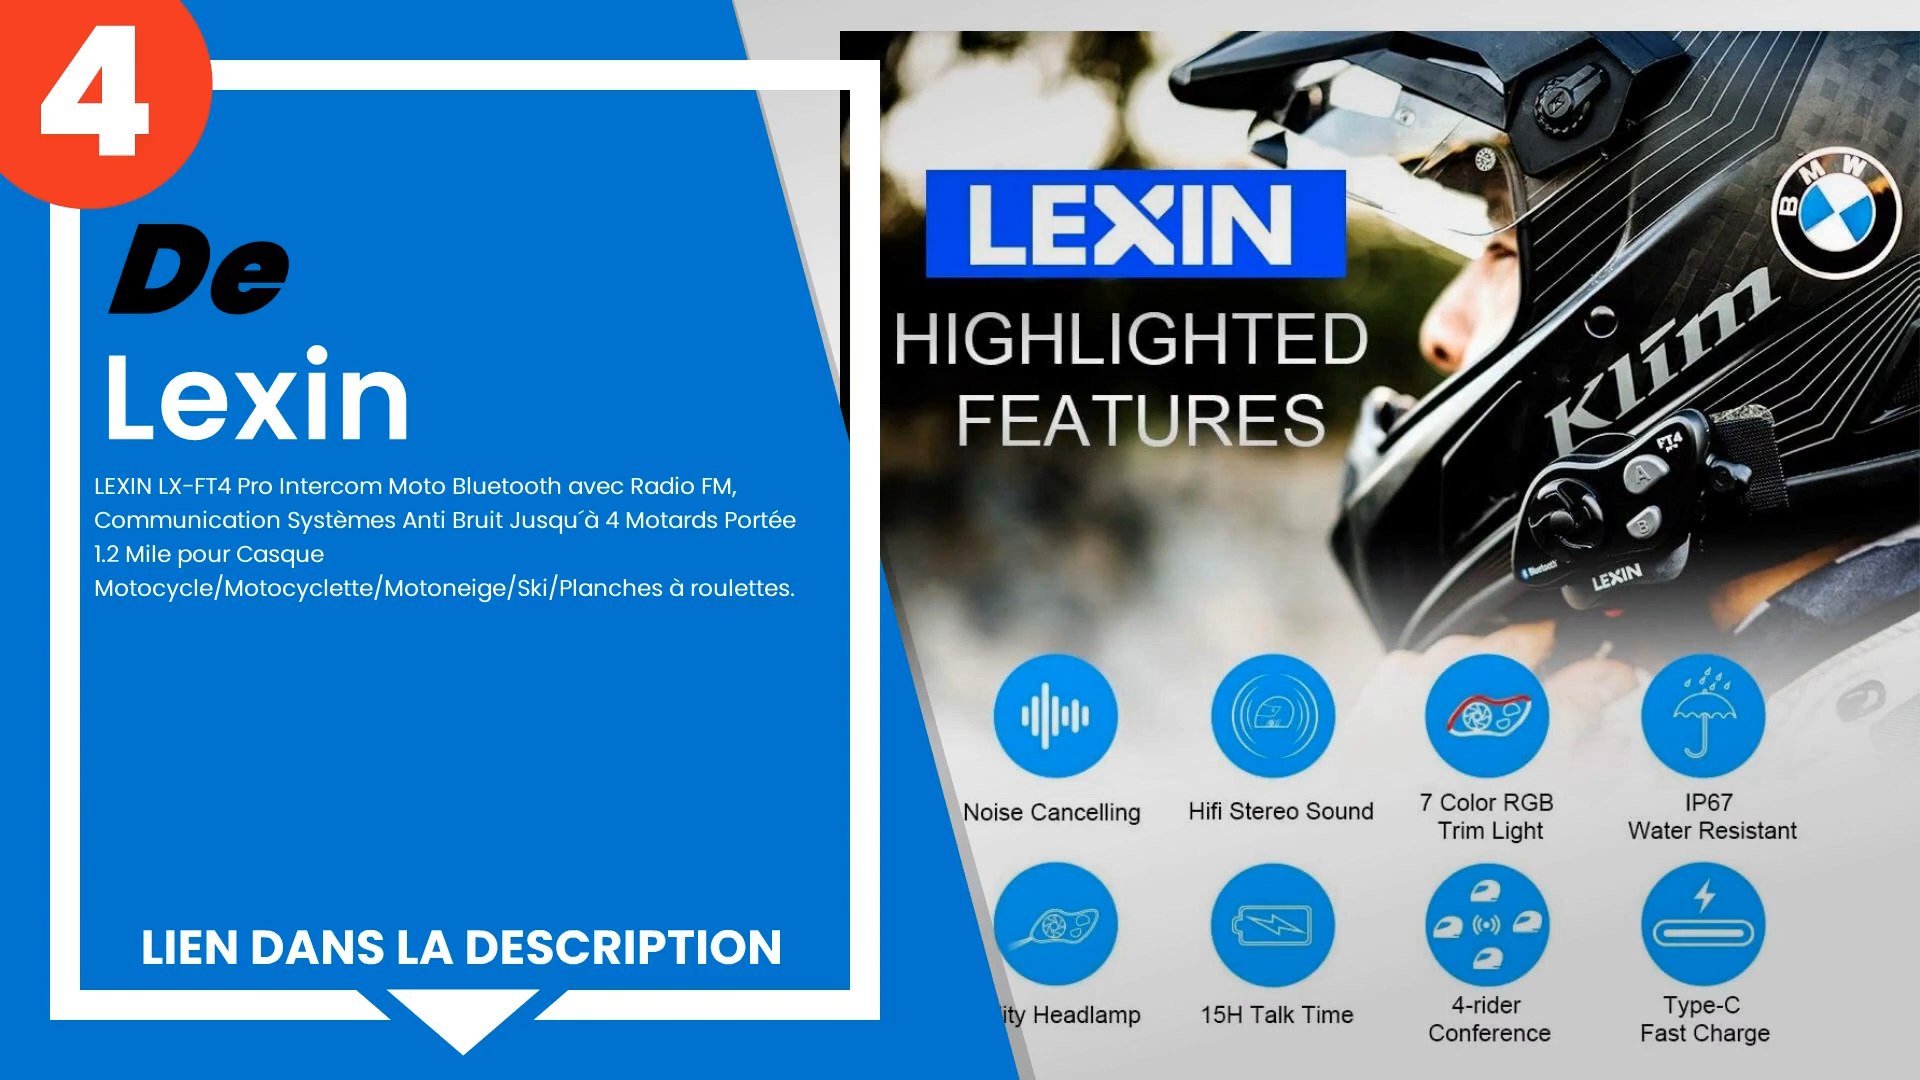 4
De
Lexin
LEXIN LX-FT4 Pro Intercom Moto Bluetooth avec Radio FM,
Communication Systèmes Anti Bruit Jusqu´à 4 Motards Portée
1.2 Mile pour Casque
Motocycle/Motocyclette/Motoneige/Ski/Planches à roulettes.
LIEN DANS LA DESCRIPTION
LEXIN
HIGHLIGHTED
FEATURES
BMW
Klim
FT4
A
B
Bluetooth
LEXIN
Noise Cancelling
Hifi Stereo Sound
7 Color RGB
Trim Light
IP67
Water Resistant
Headlamp
15H Talk Time
4-rider
Conference
Type-C
Fast Charge